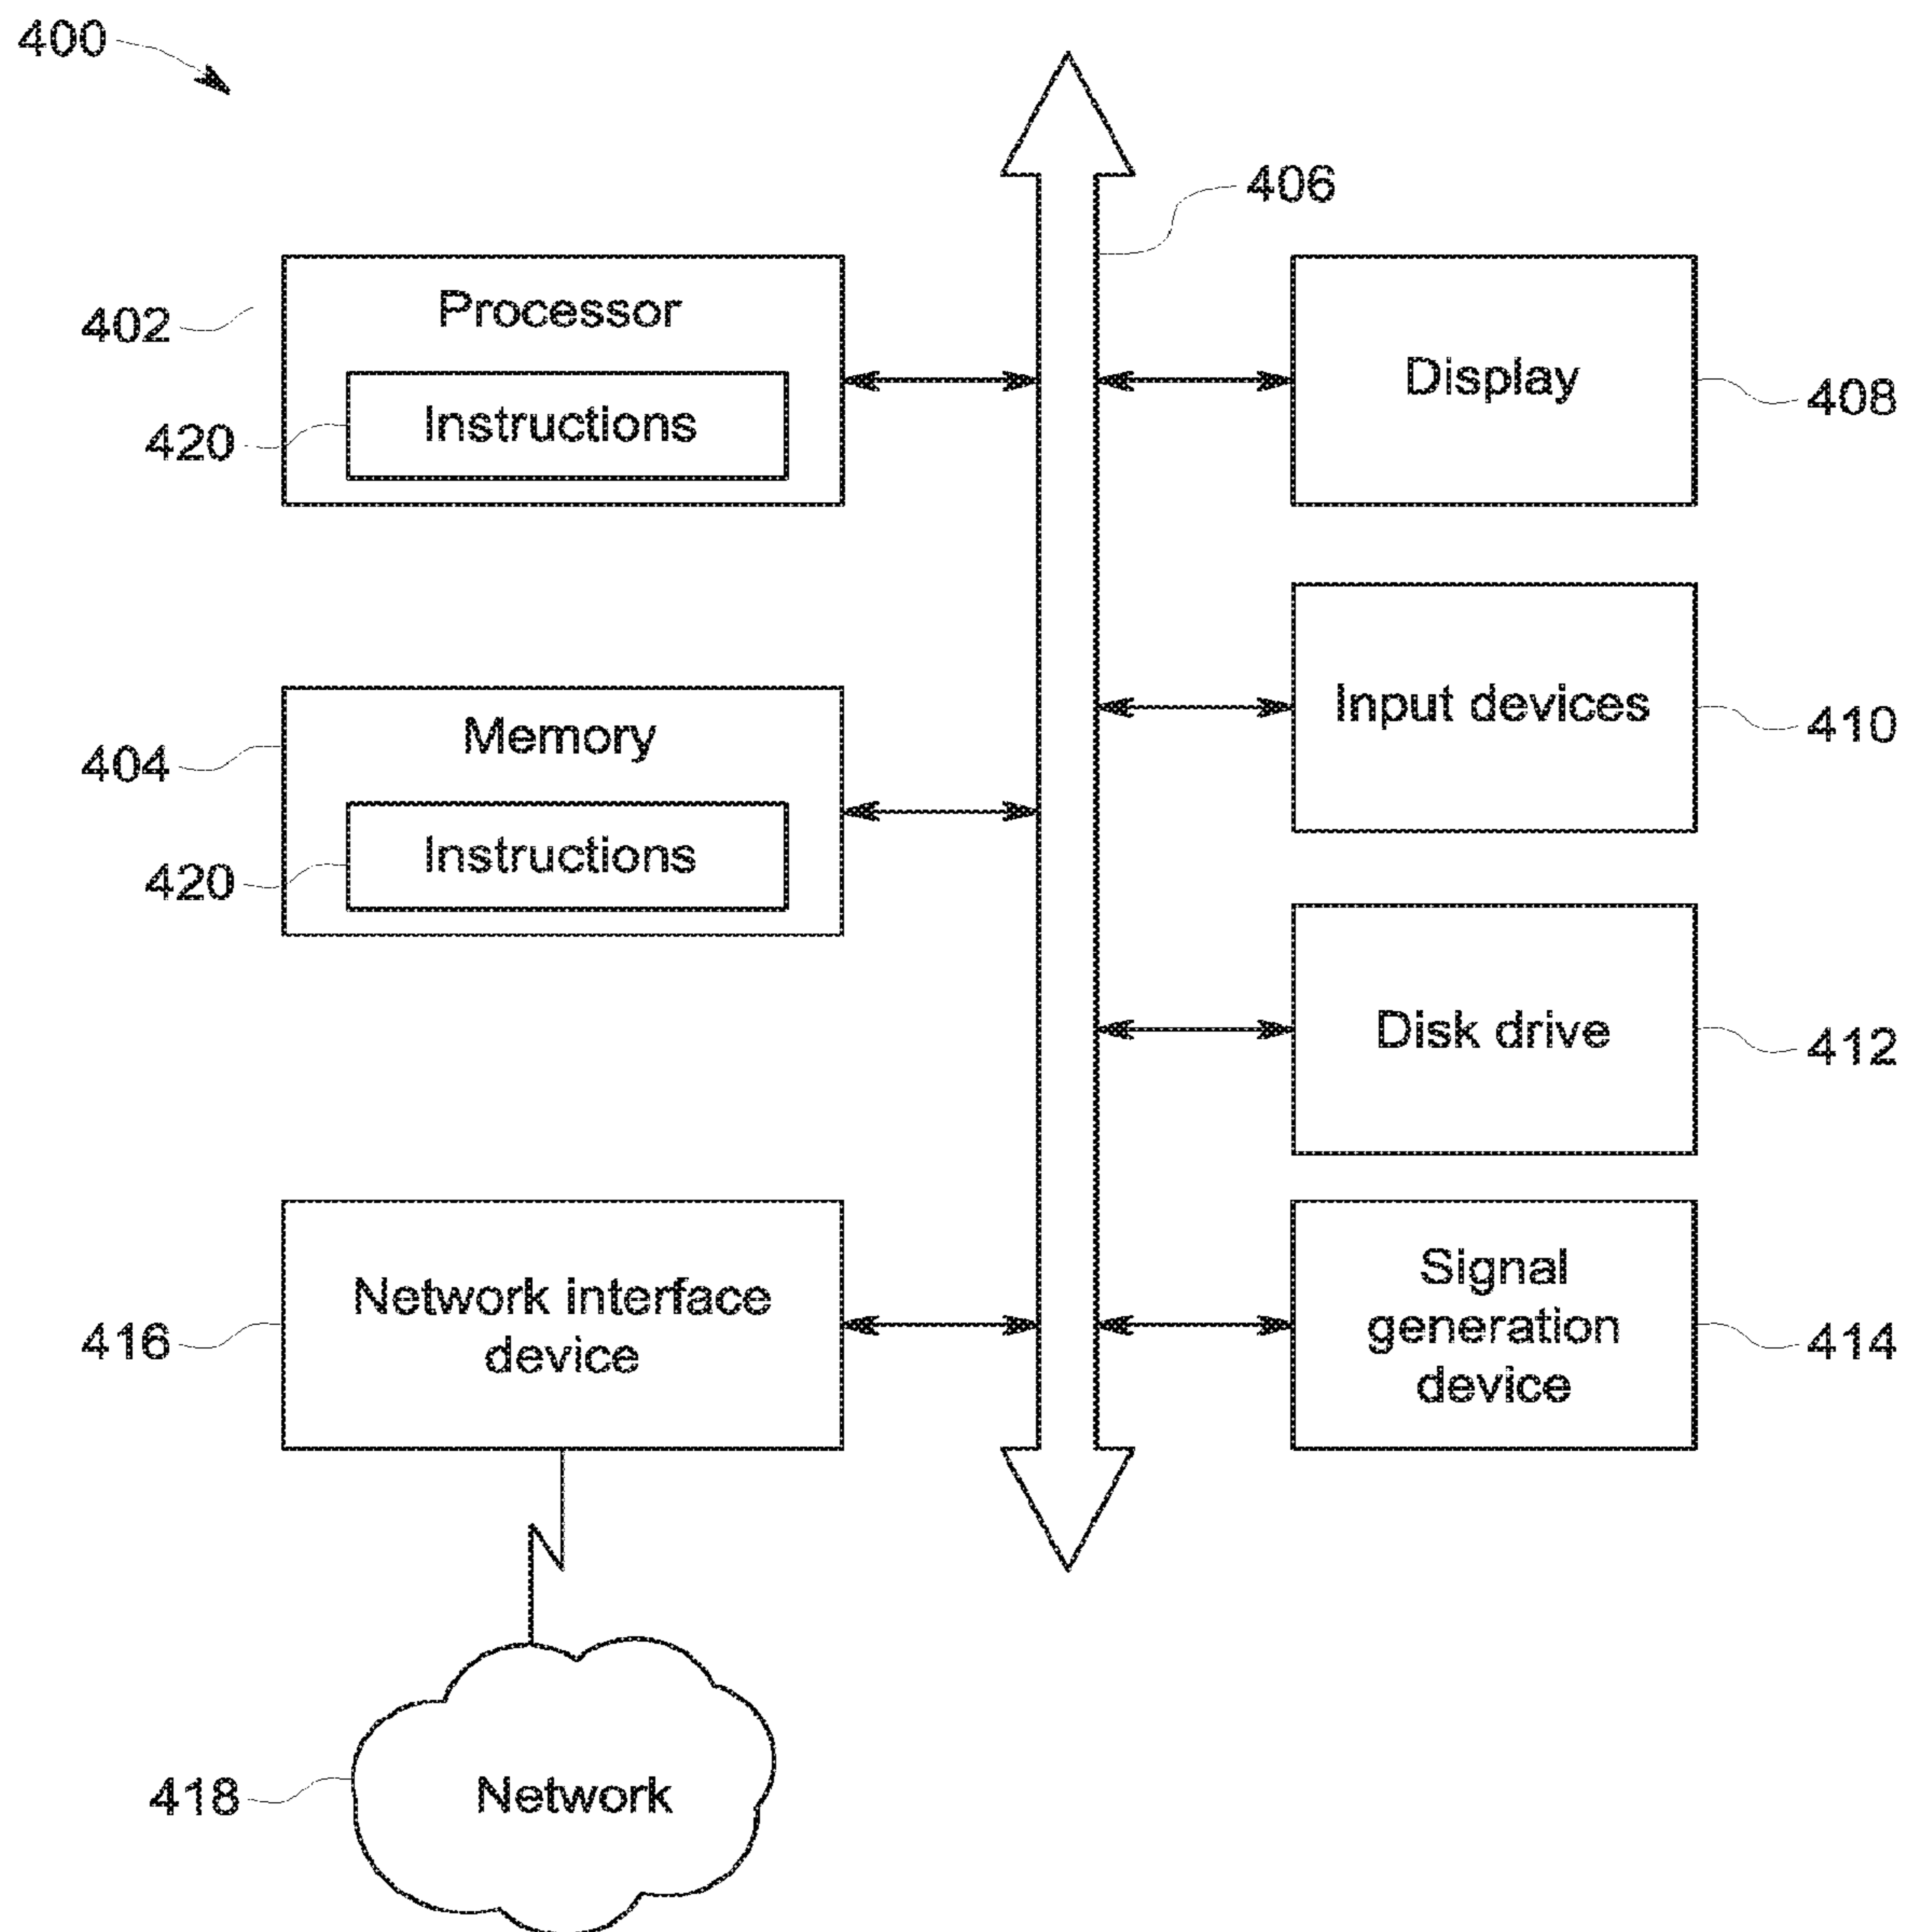 400
406
402
Processor
420
Instructions
Display
408
404
Memory
420
Instructions
Input devices
410
Disk drive
412
416
Network interface
device
Signal
generation
device
414
418
Network